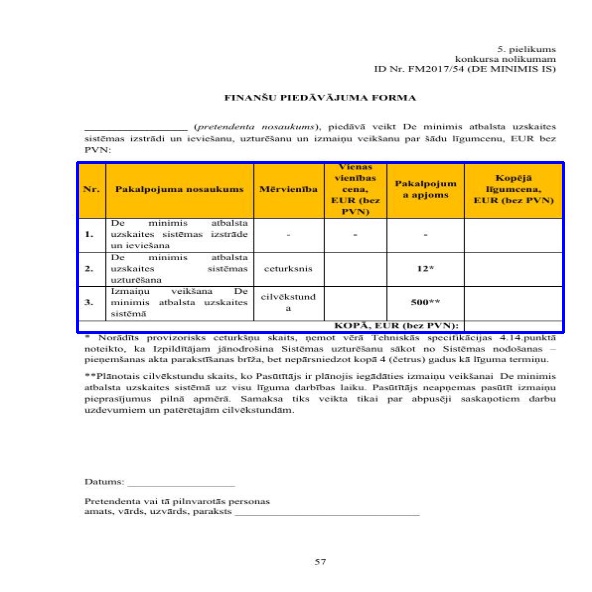 5. pielikums
konkursa nolikumam
ID Nr. FM2017/54 (DE MINIMIS IS)
FINANŠU PIEDĀVĀJUMA FORMA
____________________ (pretendenta nosaukums), piedāvā veikt De minimis atbalsta uzskaites
sistēmas izstrādi un ieviešanu, uzturēšanu un izmaiņu veikšanu par šādu līgumcenu, EUR bez
PVN:
Nr. Pakalpojuma nosaukums Mērvienība Vienas vienības cena, EUR (bez PVN) Pakalpojum a apjoms Kopējā līgumcena, EUR (bez PVN)
1. De minimis atbalsta uzskaites sistēmas izstrāde un ieviešana - - -
2. De minimis atbalsta uzskaites sistēmas uzturēšana ceturksnis 12*
3. Izmaiņu veikšana De minimis atbalsta uzskaites sistēmā cilvēkstund a 500**
KOPĀ, EUR (bez PVN):
* Norādīts provizorisks ceturkšņu skaits, ņemot vērā Tehniskās specifikācijas 4.14.punktā
noteikto, ka Izpildītājam jānodrošina Sistēmas uzturēšanu sākot no Sistēmas nodošanas –
pieņemšanas akta parakstīšanas brīža, bet nepārsniedzot kopā 4 (četrus) gadus kā līguma termiņu.
**Plānotais cilvēkstundu skaits, ko Pasūtītājs ir plānojis iegādāties izmaiņu veikšanai De minimis
atbalsta uzskaites sistēmā uz visu līguma darbības laiku. Pasūtītājs neapņemas pasūtīt izmaiņu
pieprasījumus pilnā apmērā. Samaksa tiks veikta tikai par abpusēji saskaņotiem darbu
uzdevumiem un patērētajām cilvēkstundām.
Datums: _____________________
Pretendenta vai tā pilnvarotās personas
amats, vārds, uzvārds, paraksts ____________________________________
57